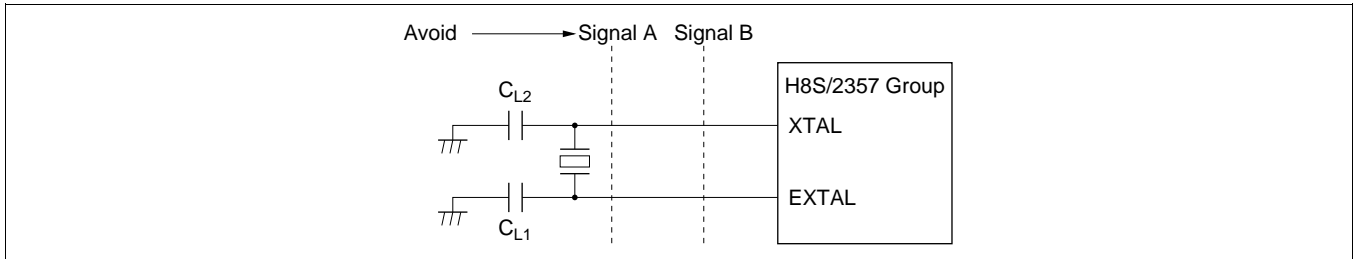 Avoid Signal A Signal B
H8S/2357 Group
CL2
XTAL
EXTAL
CL1